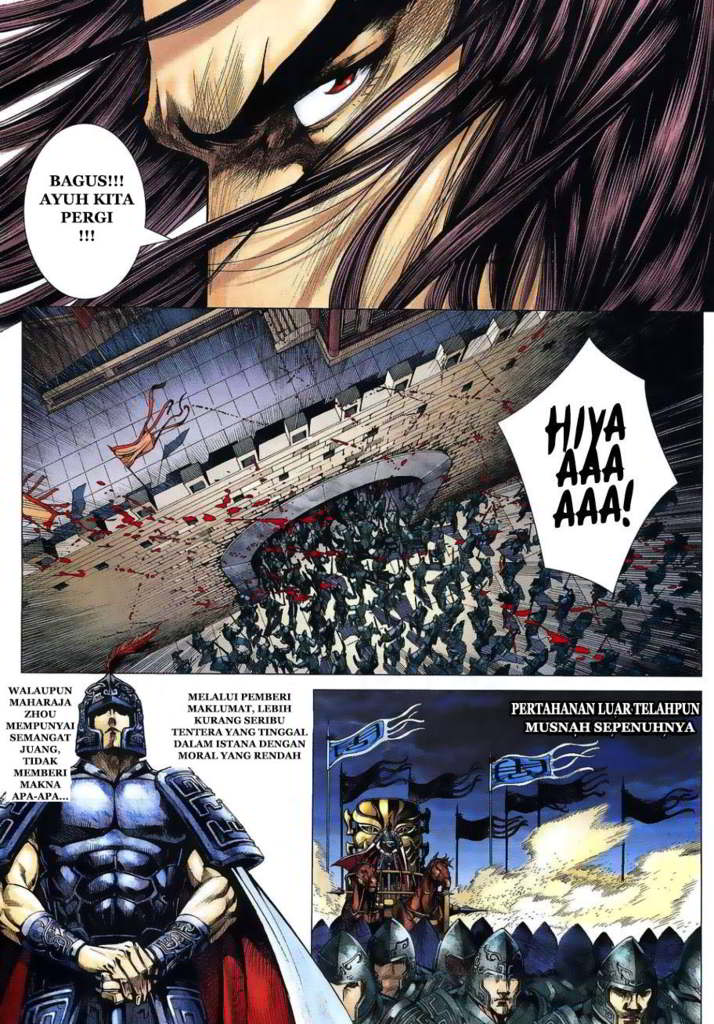 BAGUS!!!
AYUH KITA
PERGI
!!!
HIYA
AAA
AAA!
WALAUPUN
MAHARAJA
ZHOU
MEMPUNYAI
SEMANGAT
JUANG,
TIDAK
MEMBERI
MAKNA
APA-APA...
MELALUI PEMBERI
MAKLUMAT, LEBIH
KURANG SERIBU
TENTERA YANG TINGGAL
DALAM ISTANA DENGAN
MORAL YANG RENDAH
PERTAHANAN LUAR TELAHPUN
MUSNAH SEPENUHNYA